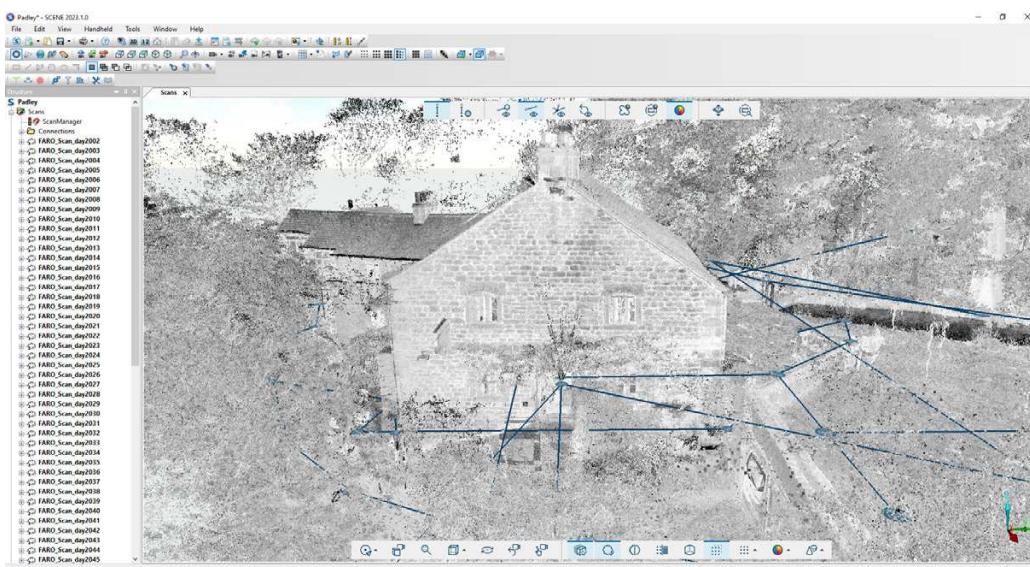 Padley* - SCENE 2023.1.0
File Edit View Handheld Tools Window Help
Structure
Scans
Padley
Scans
ScanManager
Connections
FARO_Scan_day2002
FARO_Scan_day2003
FARO_Scan_day2004
FARO_Scan_day2005
FARO_Scan_day2006
FARO_Scan_day2007
FARO_Scan_day2008
FARO_Scan_day2009
FARO_Scan_day2010
FARO_Scan_day2011
FARO_Scan_day2012
FARO_Scan_day2013
FARO_Scan_day2014
FARO_Scan_day2015
FARO_Scan_day2016
FARO_Scan_day2017
FARO_Scan_day2018
FARO_Scan_day2019
FARO_Scan_day2020
FARO_Scan_day2021
FARO_Scan_day2022
FARO_Scan_day2023
FARO_Scan_day2024
FARO_Scan_day2025
FARO_Scan_day2026
FARO_Scan_day2027
FARO_Scan_day2028
FARO_Scan_day2029
FARO_Scan_day2030
FARO_Scan_day2031
FARO_Scan_day2032
FARO_Scan_day2033
FARO_Scan_day2034
FARO_Scan_day2035
FARO_Scan_day2036
FARO_Scan_day2037
FARO_Scan_day2038
FARO_Scan_day2039
FARO_Scan_day2040
FARO_Scan_day2041
FARO_Scan_day2042
FARO_Scan_day2043
FARO_Scan_day2044
FARO_Scan_day2045